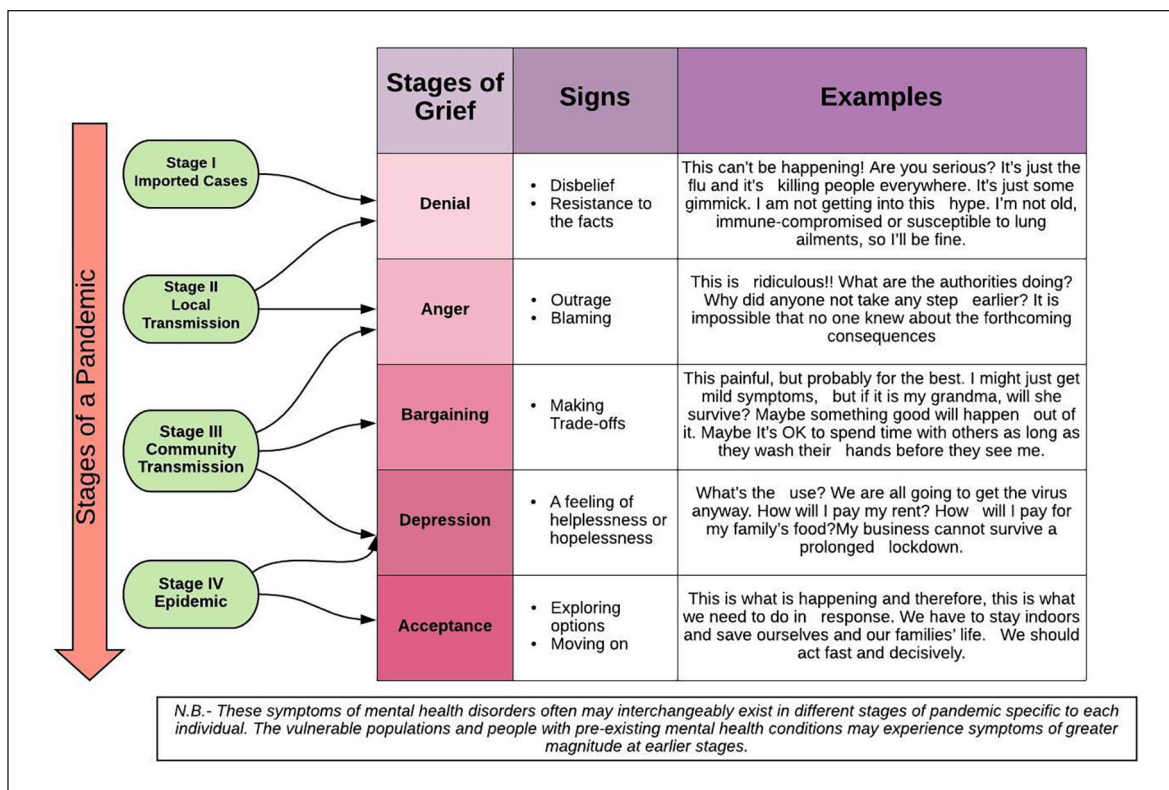 Stages of a Pandemic
Stage I
Imported Cases
Stage II
Local
Transmission
Stage III
Community
Transmission
Stage IV
Epidemic
Stages of
Grief
Signs
Examples
Denial
• Disbelief
• Resistance to
the facts
This can't be happening! Are you serious? It's just the
flu and it's killing people everywhere. It's just some
gimmick. I am not getting into this hype. I'm not old,
immune-compromised or susceptible to lung
ailments, so I'll be fine.
Anger
• Outrage
• Blaming
This is ridiculous!! What are the authorities doing?
Why did anyone not take any step earlier? It is
impossible that no one knew about the forthcoming
consequences
Bargaining
• Making
Trade-offs
This painful, but probably for the best. I might just get
mild symptoms, but if it is my grandma, will she
survive? Maybe something good will happen out of
it. Maybe It's OK to spend time with others as long as
they wash their hands before they see me.
Depression
• A feeling of
helplessness or
hopelessness
What's the use? We are all going to get the virus
anyway. How will I pay my rent? How will I pay for
my family's food?My business cannot survive a
prolonged lockdown.
Acceptance
• Exploring
options
• Moving on
This is what is happening and therefore, this is what
we need to do in response. We have to stay indoors
and save ourselves and our families' life. We should
act fast and decisively.
N.B.- These symptoms of mental health disorders often may interchangeably exist in different stages of pandemic specific to each
individual. The vulnerable populations and people with pre-existing mental health conditions may experience symptoms of greater
magnitude at earlier stages.